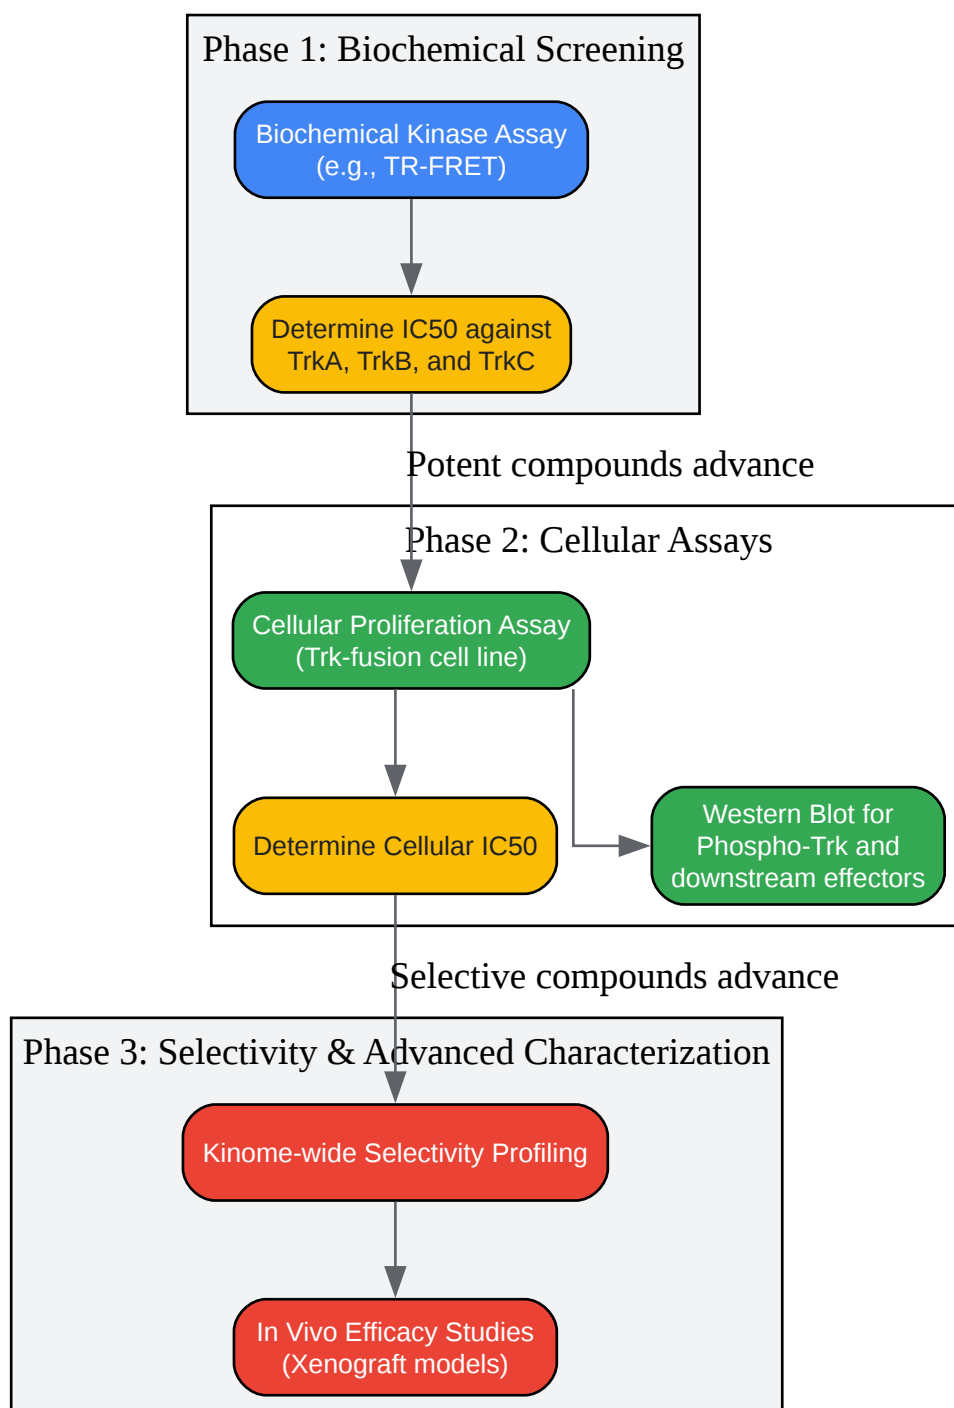 Phase 1: Biochemical Screening
Biochemical Kinase Assay
(e.g., TR-FRET)
Determine IC50 against
TrkA, TrkB, and TrkC
Potent compounds advance
Phase 2: Cellular Assays
Cellular Proliferation Assay
(Trk-fusion cell line)
Determine Cellular IC50
Western Blot for
Phospho-Trk and
downstream effectors
Selective compounds advance
Phase 3: Selectivity & Advanced Characterization
Kinome-wide Selectivity Profiling
In Vivo Efficacy Studies
(Xenograft models)